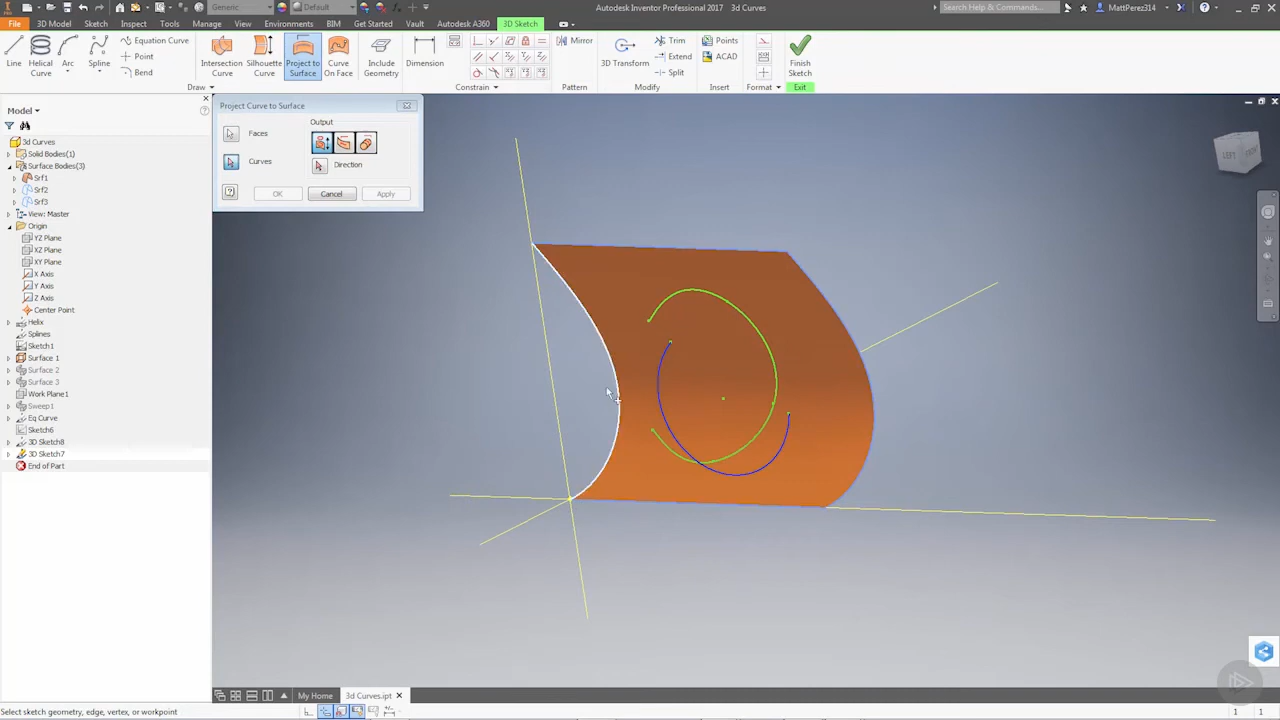 Generic
Default
Autodesk Inventor Professional 2017 3d Curves
Search Help & Commands...
MattPerez314
File
3D Model
Sketch
Inspect
Tools
Manage
View
Environments
BIM
Get Started
Vault
Autodesk A360
3D Sketch
Line
Helical Curve
Arc
Spline
Equation Curve
Point
Bend
Intersection Curve
Silhouette Curve
Project to Surface
Curve On Face
Include Geometry
Dimension
Mirror
3D Transform
Trim
Extend
Split
Points
ACAD
Finish Sketch
Draw
Constrain
Pattern
Modify
Insert
Format
Exit
Model
3d Curves
Solid Bodies(1)
Surface Bodies(3)
Srf1
Srf2
Srf3
View: Master
Origin
YZ Plane
XZ Plane
XY Plane
X Axis
Y Axis
Z Axis
Center Point
Helix
Splines
Sketch1
Surface 1
Surface 2
Surface 3
Work Plane1
Sweep1
Eq Curve
Sketch6
3D Sketch8
3D Sketch7
End of Part
Project Curve to Surface
Faces
Output
Curves
Direction
OK
Cancel
Apply
LEFT
My Home
3d Curves.ipt
Select sketch geometry, edge, vertex, or workpoint
1
1